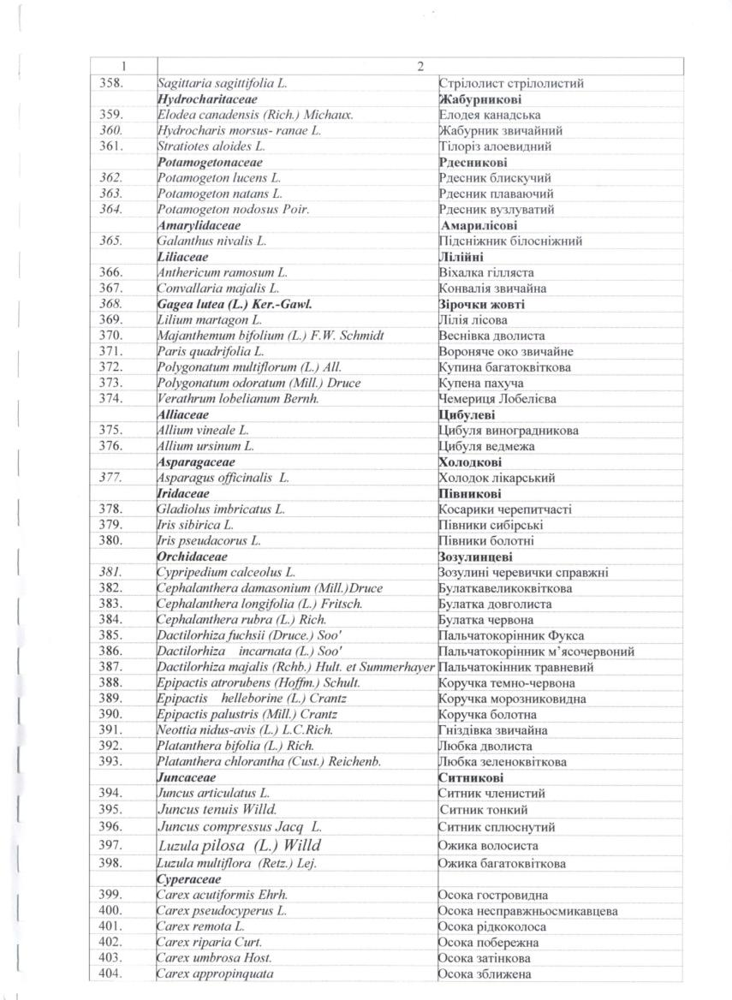 1 2
358. Sagittaria sagittifolia L. Стрілолист стрілолистий
Hydrocharitaceae Жабурникові
359. Elodea canadensis (Rich.) Michaux. Елодея канадська
360. Hydrocharis morsus- ranae L. Жабурник звичайний
361. Stratiotes aloides L. Тілоріз алоевидний
Potamogetonaceae Рдесникові
362. Potamogeton lucens L. Рдесник блискучий
363. Potamogeton natans L. Рдесник плаваючий
364. Potamogeton nodosus Poir. Рдесник вузлуватий
Amarylidaceae Амарилісові
365. Galanthus nivalis L. Підсніжник білосніжний
Liliaceae Лілійні
366. Anthericum ramosum L. Віхалка гілляста
367. Convallaria majalis L. Конвалія звичайна
368. Gagea lutea (L.) Ker.-Gawl. Зірочки жовті
369. Lilium martagon L. Лілія лісова
370. Majanthemum bifolium (L.) F.W. Schmidt Веснівка дволиста
371. Paris quadrifolia L. Вороняче око звичайне
372. Polygonatum multiflorum (L.) All. Купина багатоквіткова
373. Polygonatum odoratum (Mill.) Druce Купена пахуча
374. Verathrum lobelianum Bernh. Чемериця Лобелієва
Alliaceae Цибулеві
375. Allium vineale L. Цибуля виноградникова
376. Allium ursinum L. Цибуля ведмежа
Asparagaceae Холодкові
377. Asparagus officinalis L. Холодок лікарський
Iridaceae Півникові
378. Gladiolus imbricatus L. Косарики черепитчасті
379. Iris sibirica L. Півники сибірські
380. Iris pseudacorus L. Півники болотні
Orchidaceae Зозулинцеві
381. Cypripedium calceolus L. Зозулині черевички справжні
382. Cephalanthera damasonium (Mill.)Druce Булаткавеликоквіткова
383. Cephalanthera longifolia (L.) Fritsch. Булатка довголиста
384. Cephalanthera rubra (L.) Rich. Булатка червона
385. Dactilorhiza fuchsii (Druce.) Soo' Пальчатокорінник Фукса
386. Dactilorhiza incarnata (L.) Soo' Пальчатокорінник м’ясочервоний
387. Dactilorhiza majalis (Rchb.) Hult. et Summerhayer Пальчатокінник травневий
388. Epipactis atrorubens (Hoffm.) Schult. Коручка темно-червона
389. Epipactis helleborine (L.) Crantz Коручка морозниковидна
390. Epipactis palustris (Mill.) Crantz Коручка болотна
391. Neottia nidus-avis (L.) L.C.Rich. Гніздівка звичайна
392. Platanthera bifolia (L.) Rich. Любка дволиста
393. Platanthera chlorantha (Cust.) Reichenb. Любка зеленоквіткова
Juncaceae Ситникові
394. Juncus articulatus L. Ситник членистий
395. Juncus tenuis Willd. Ситник тонкий
396. Juncus compressus Jacq L. Ситник сплюснутий
397. Luzula pilosa (L.) Willd Ожика волосиста
398. Luzula multiflora (Retz.) Lej. Ожика багатоквіткова
Cyperaceae
399. Carex acutiformis Ehrh. Осока гостровидна
400. Carex pseudocyperus L. Осока несправжньосмикавцева
401. Carex remota L. Осока рідкоколоса
402. Carex riparia Curt. Осока побережна
403. Carex umbrosa Host. Осока затінкова
404. Carex appropinquata Осока зближена